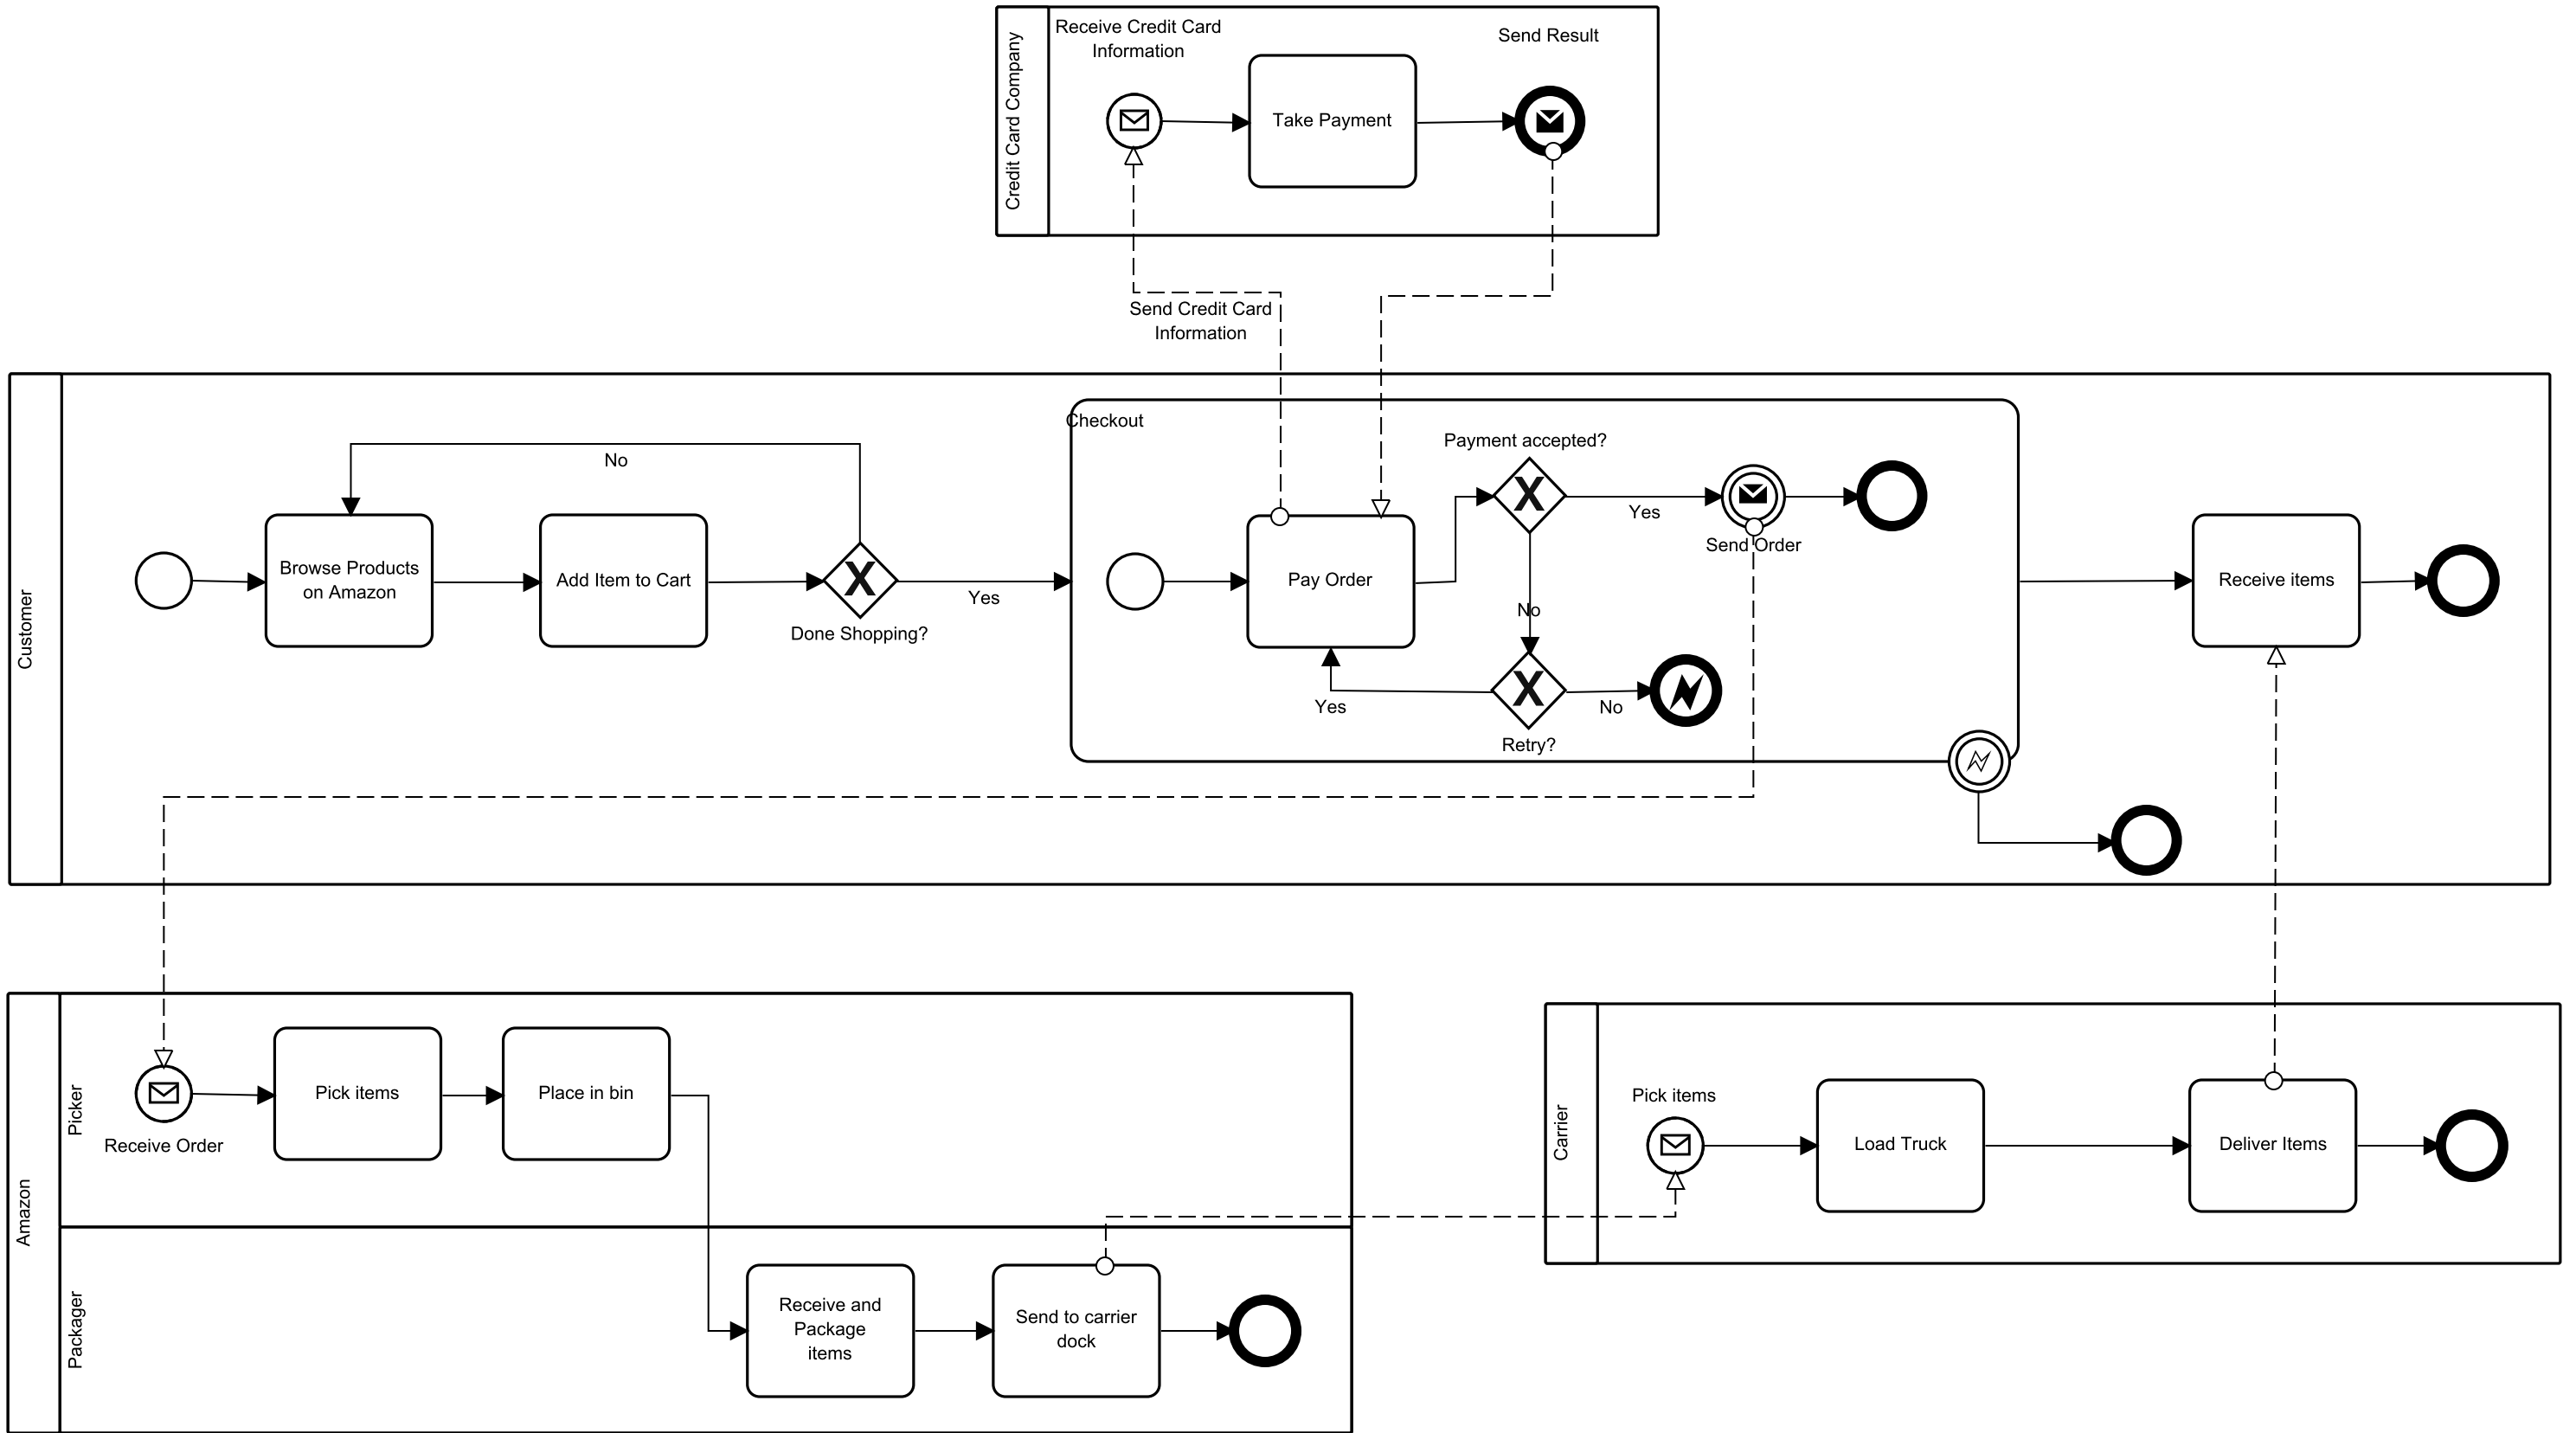 Credit Card Company
Receive Credit Card
Information
Take Payment
Send Result
Send Credit Card
Information
Customer
No
Browse Products
on Amazon
Add Item to Cart
Done Shopping?
Yes
Checkout
Pay Order
Payment accepted?
Yes
Send Order
No
Yes
Retry?
No
Receive items
Amazon
Picker
Receive Order
Pick items
Place in bin
Packager
Receive and
Package
items
Send to carrier
dock
Carrier
Pick items
Load Truck
Deliver Items